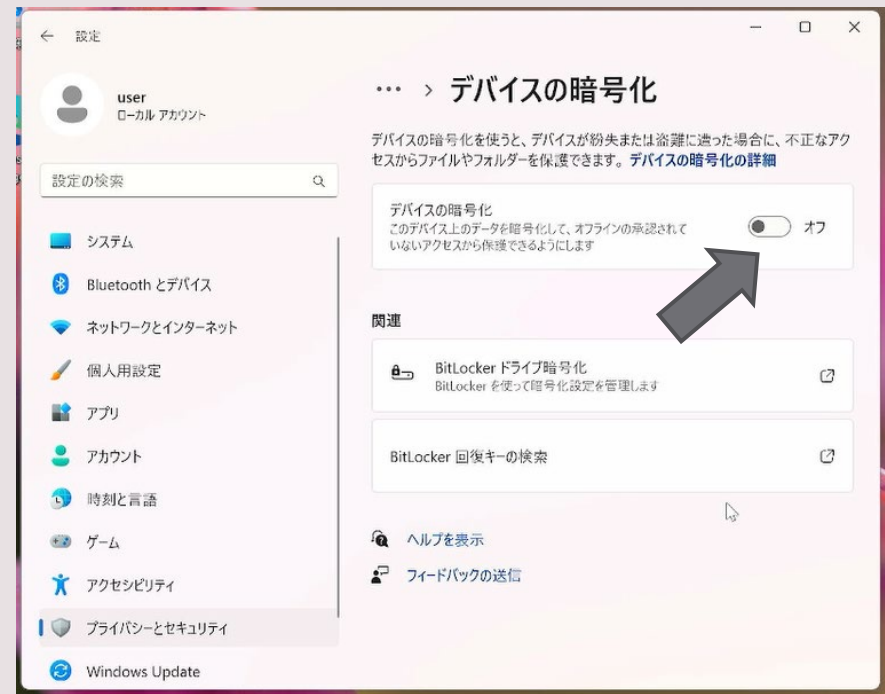 設定
user
ローカル アカウント
設定の検索
システム
Bluetooth とデバイス
ネットワークとインターネット
個人用設定
アプリ
アカウント
時刻と言語
ゲーム
アクセシビリティ
プライバシーとセキュリティ
Windows Update
… › デバイスの暗号化
デバイスの暗号化を使うと、デバイスが紛失または盗難に遭った場合に、不正なアク
セスからファイルやフォルダーを保護できます。デバイスの暗号化の詳細
デバイスの暗号化
このデバイス上のデータを暗号化して、オフラインの承認されて
いないアクセスから保護できるようにします
オフ
関連
BitLocker ドライブ暗号化
BitLocker を使って暗号化設定を管理します
BitLocker 回復キーの検索
ヘルプを表示
フィードバックの送信